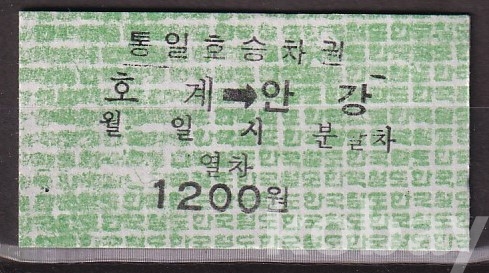 통일호승차권
호 계➡안 강
월 일 시 분발차
열차
1200원
kobay